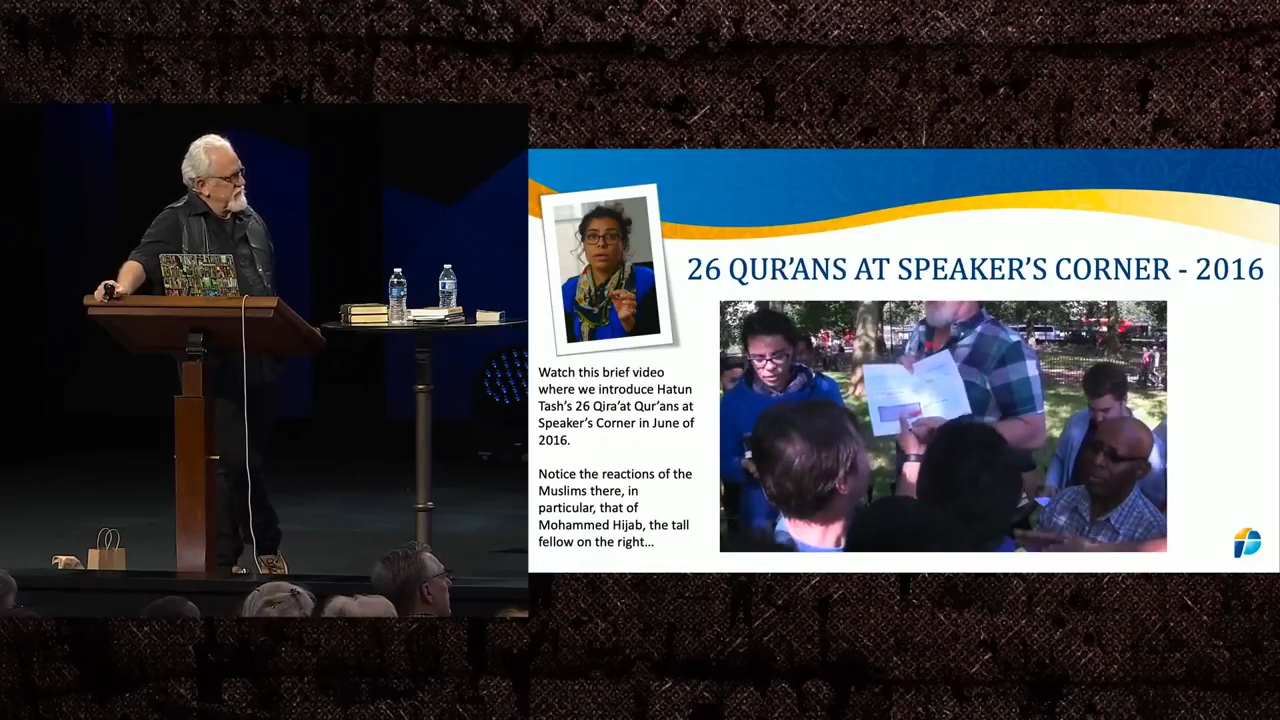 26 QUR’ANS AT SPEAKER’S CORNER - 2016
Watch this brief video
where we introduce Hatun
Tash’s 26 Qira’at Qur’ans at
Speaker’s Corner in June of
2016.
Notice the reactions of the
Muslims there, in
particular, that of
Mohammed Hijab, the tall
fellow on the right...